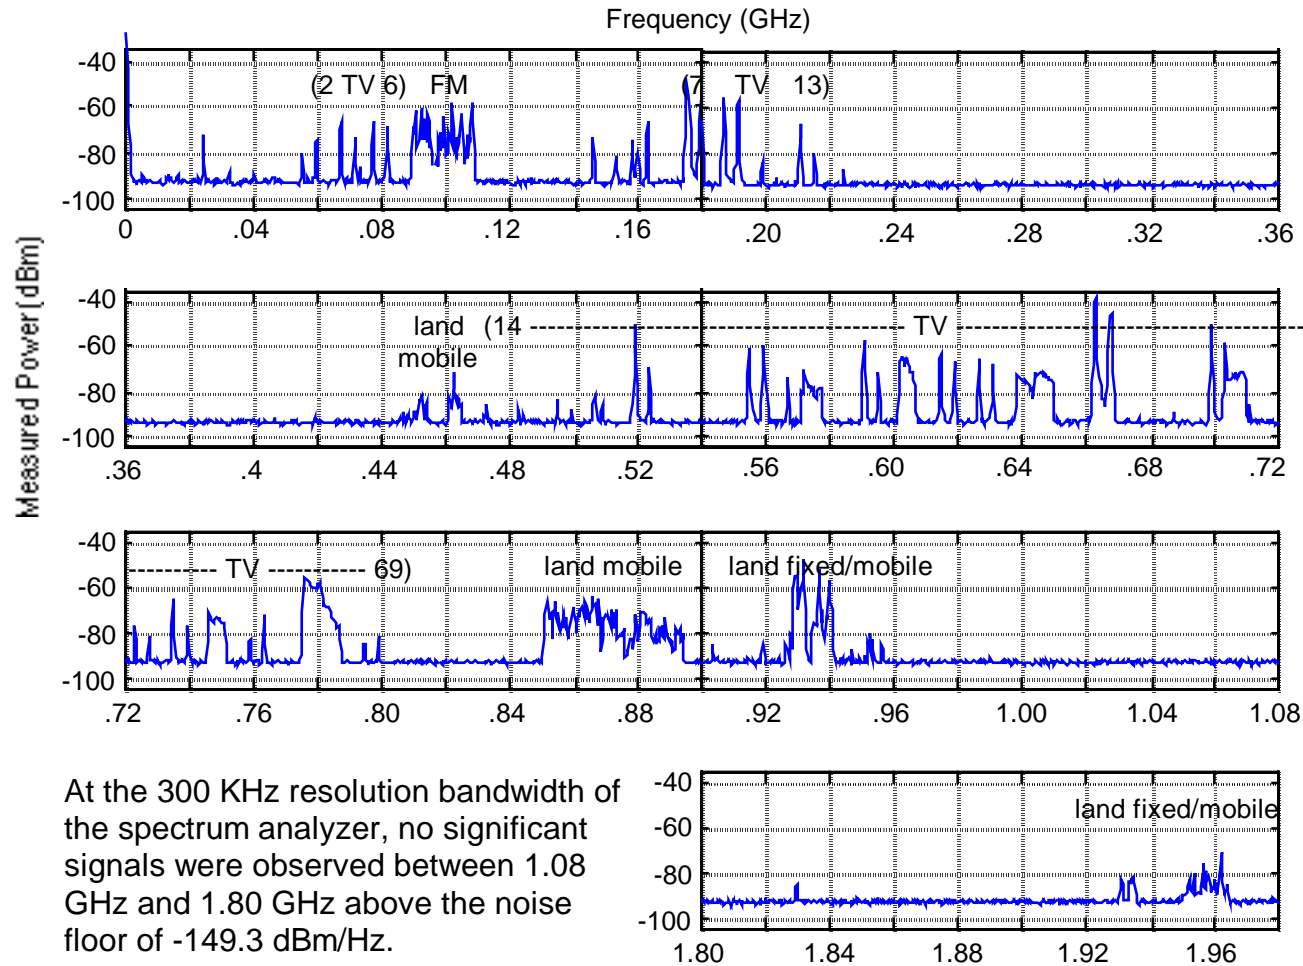 Frequency (GHz)
-40
-60
-80
-100
(2 TV 6) FM (7 TV 13)
0 .04 .08 .12 .16 .20 .24 .28 .32 .36
Measured Power (dBm)
-40
-60
-80
-100
land (14 ---------------- TV ----------------
mobile
.36 .4 .44 .48 .52 .56 .60 .64 .68 .72
-40
-60
-80
-100
--------- TV ---------- 69) land mobile land fixed/mobile
.72 .76 .80 .84 .88 .92 .96 1.00 1.04 1.08
At the 300 KHz resolution bandwidth of
the spectrum analyzer, no significant
signals were observed between 1.08
GHz and 1.80 GHz above the noise
floor of -149.3 dBm/Hz.
-40
-60
-80
-100
land fixed/mobile
1.80 1.84 1.88 1.92 1.96